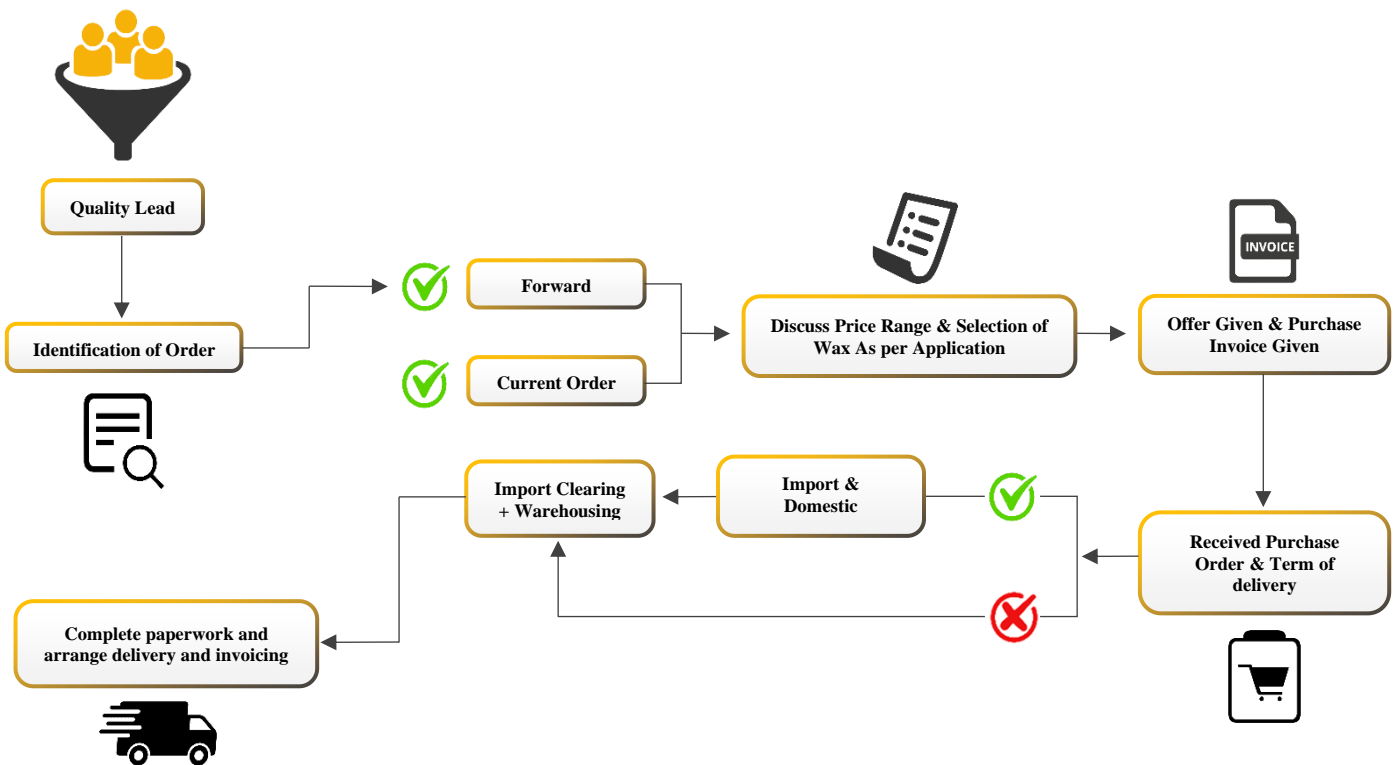 Quality Lead
Identification of Order
Forward
Current Order
Discuss Price Range & Selection of
Wax As per Application
INVOICE
Offer Given & Purchase
Invoice Given
Received Purchase
Order & Term of
delivery
Import &
Domestic
Import Clearing
+ Warehousing
Complete paperwork and
arrange delivery and invoicing